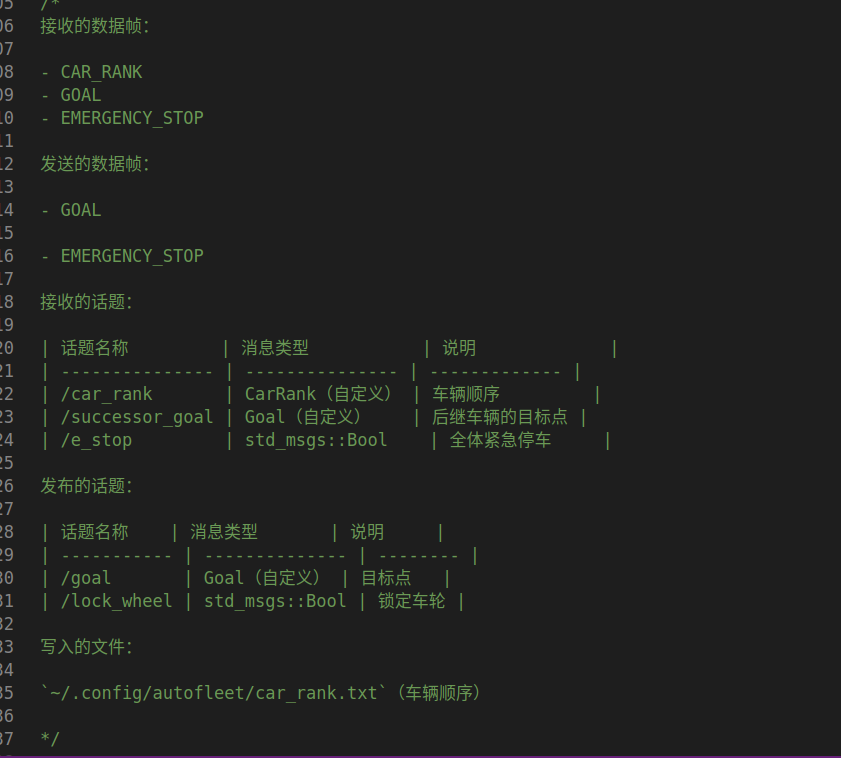 05 /*
06 接收的数据帧:
07
08 - CAR_RANK
09 - GOAL
10 - EMERGENCY_STOP
11
12 发送的数据帧:
13
14 - GOAL
15
16 - EMERGENCY_STOP
17
18 接收的话题:
19
20 | 话题名称 | 消息类型 | 说明 |
21 | --------------- | --------------- | ------------- |
22 | /car_rank | CarRank（自定义） | 车辆顺序 |
23 | /successor_goal | Goal（自定义） | 后继车辆的目标点 |
24 | /e_stop | std_msgs::Bool | 全体紧急停车 |
25
26 发布的话题:
27
28 | 话题名称 | 消息类型 | 说明 |
29 | ----------- | -------------- | -------- |
30 | /goal | Goal（自定义） | 目标点 |
31 | /lock_wheel | std_msgs::Bool | 锁定车轮 |
32
33 写入的文件:
34
35 `~/.config/autofleet/car_rank.txt`（车辆顺序）
36
37 */